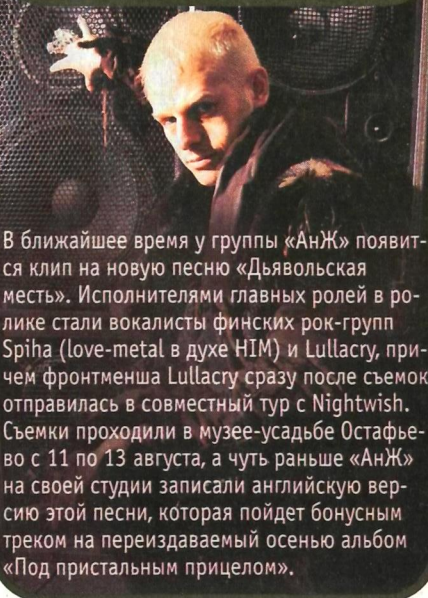 В ближайшее время у группы «АнЖ» появит-
ся клип на новую песню «Дьявольская
месть». Исполнителями главных ролей в ро-
лике стали вокалисты финских рок-групп
Spiha (love-metal в духе HIM) и Lullacry, при-
чем фронтменша Lullacry сразу после съемок
отправилась в совместный тур с Nightwish.
Съемки проходили в музее-усадьбе Остафье-
во с 11 по 13 августа, а чуть раньше «АнЖ»
на своей студии записали английскую вер-
сию этой песни, которая пойдет бонусным
треком на переиздаваемый осенью альбом
«Под пристальным прицелом».